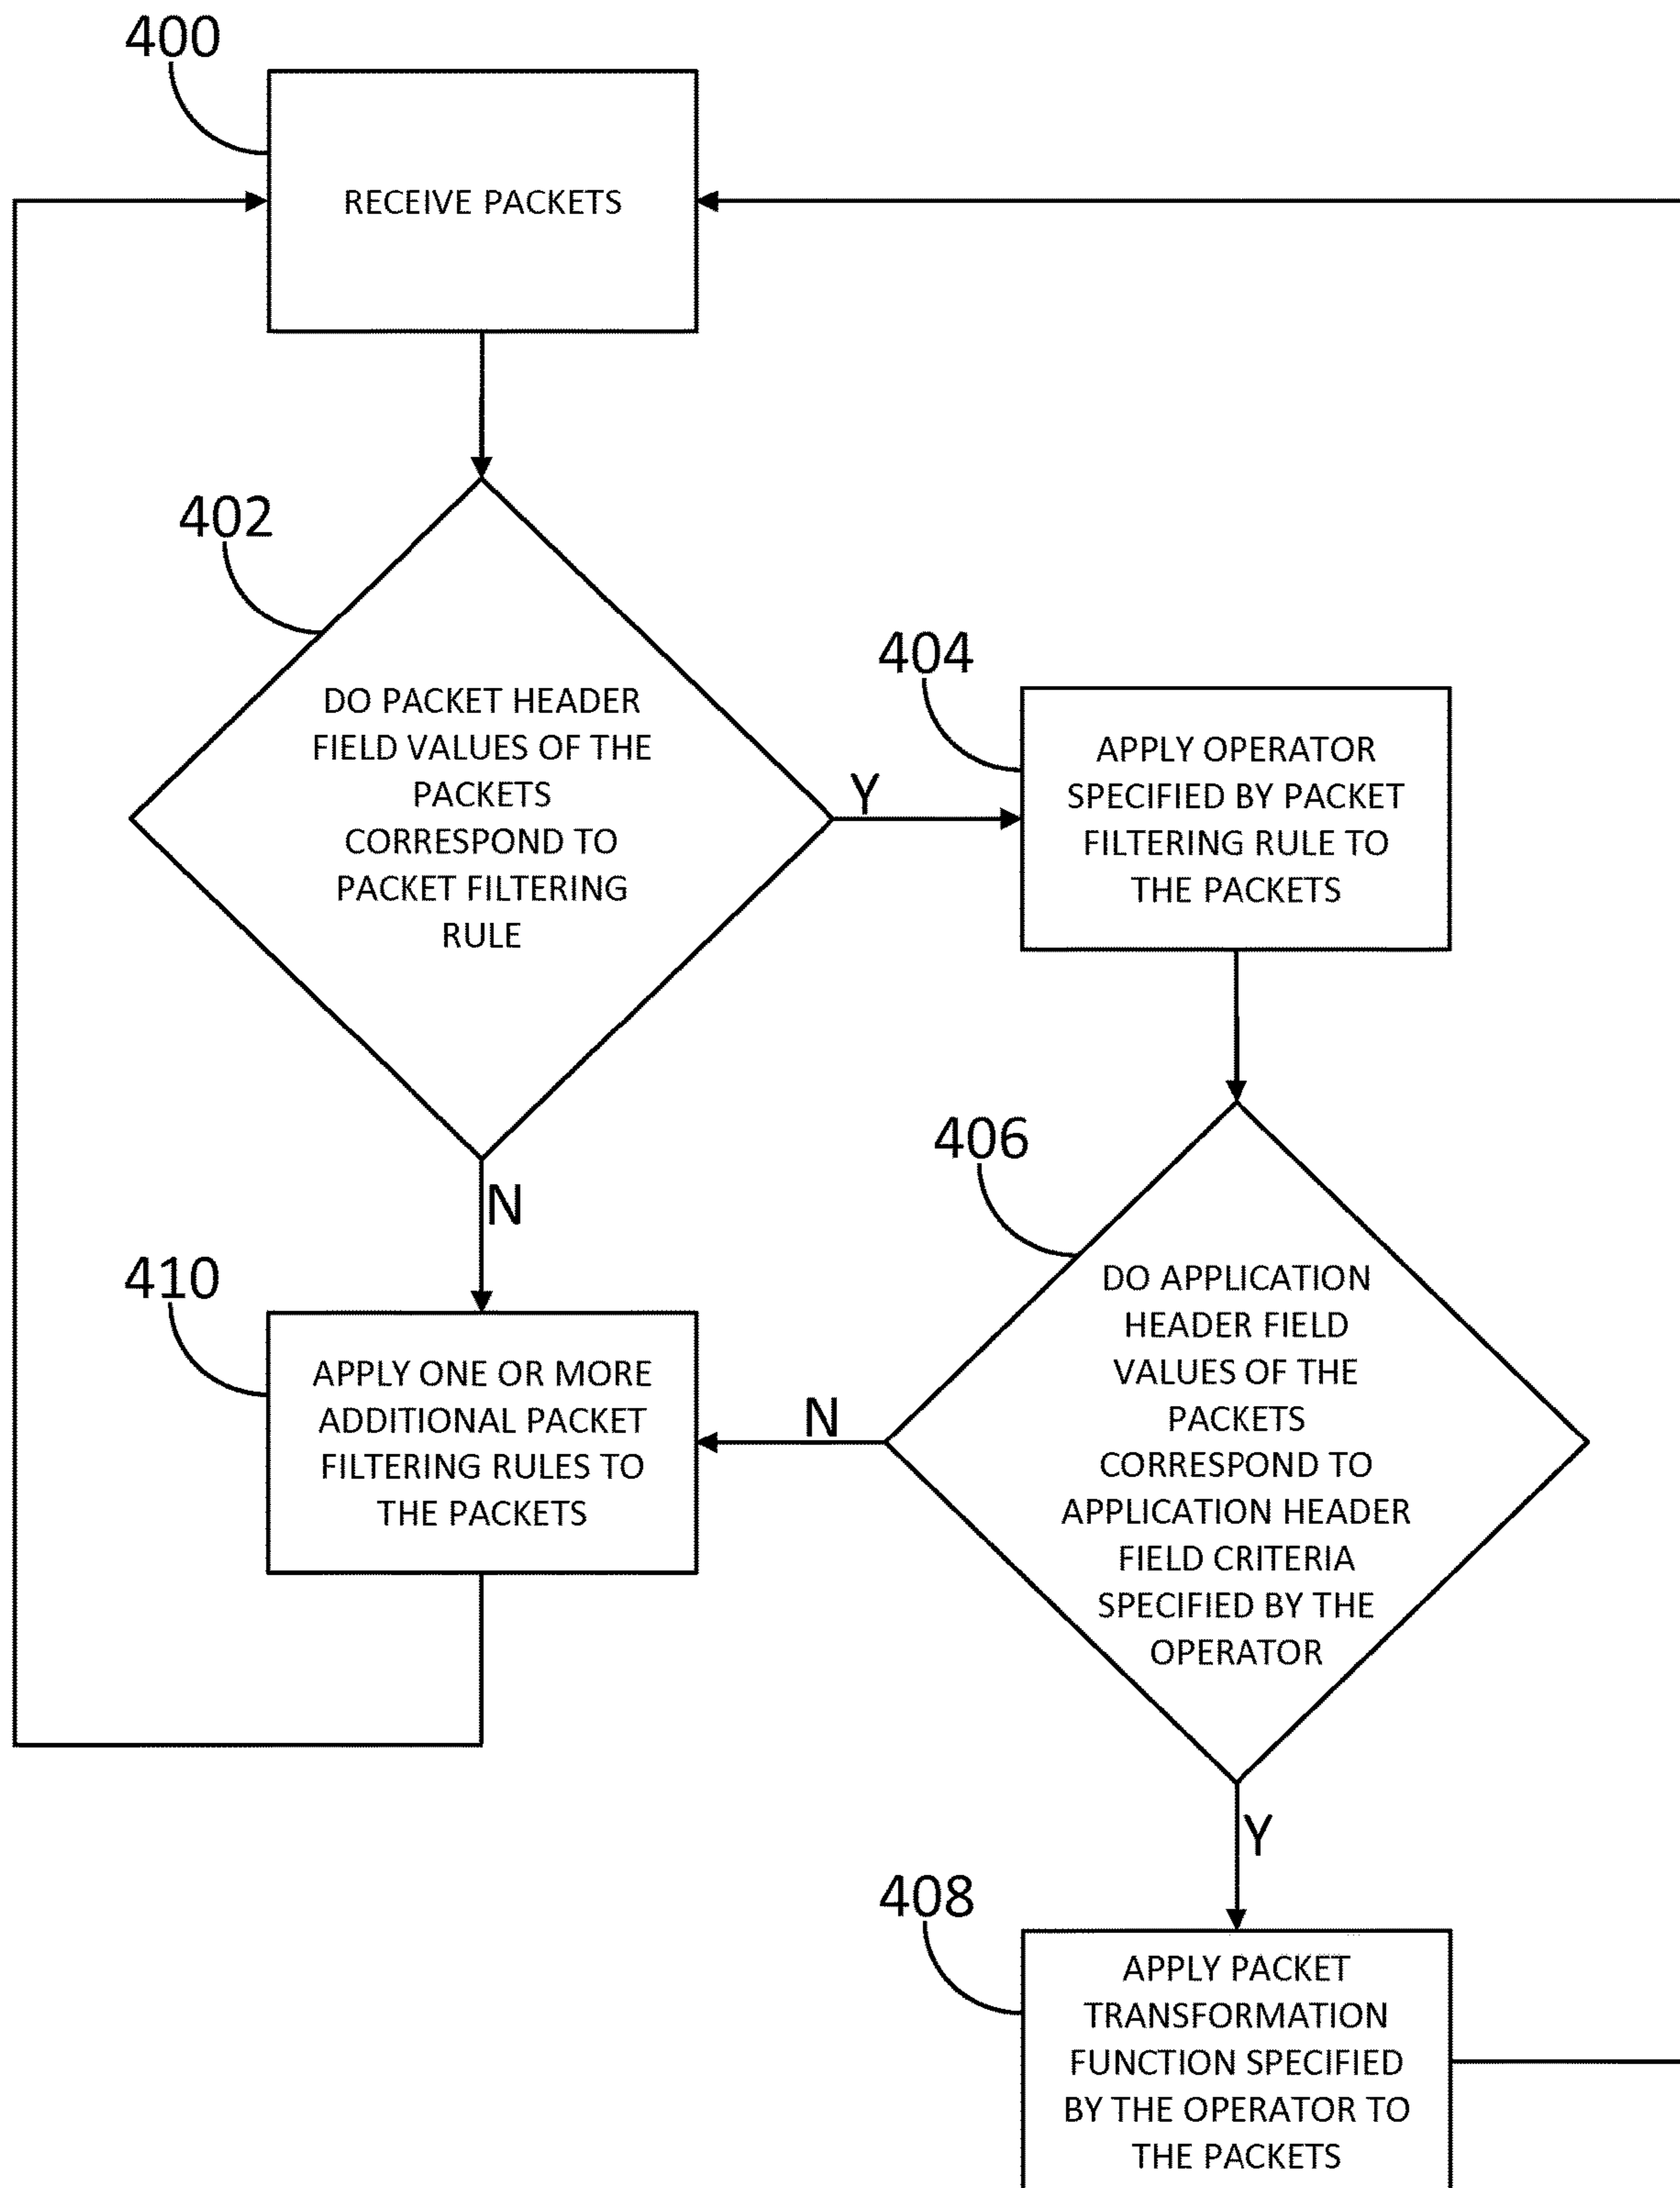 400
RECEIVE PACKETS
402
DO PACKET HEADER
FIELD VALUES OF THE
PACKETS
CORRESPOND TO
PACKET FILTERING
RULE
Y
N
404
APPLY OPERATOR
SPECIFIED BY PACKET
FILTERING RULE TO
THE PACKETS
406
DO APPLICATION
HEADER FIELD
VALUES OF THE
PACKETS
CORRESPOND TO
APPLICATION HEADER
FIELD CRITERIA
SPECIFIED BY THE
OPERATOR
N
Y
410
APPLY ONE OR MORE
ADDITIONAL PACKET
FILTERING RULES TO
THE PACKETS
408
APPLY PACKET
TRANSFORMATION
FUNCTION SPECIFIED
BY THE OPERATOR TO
THE PACKETS